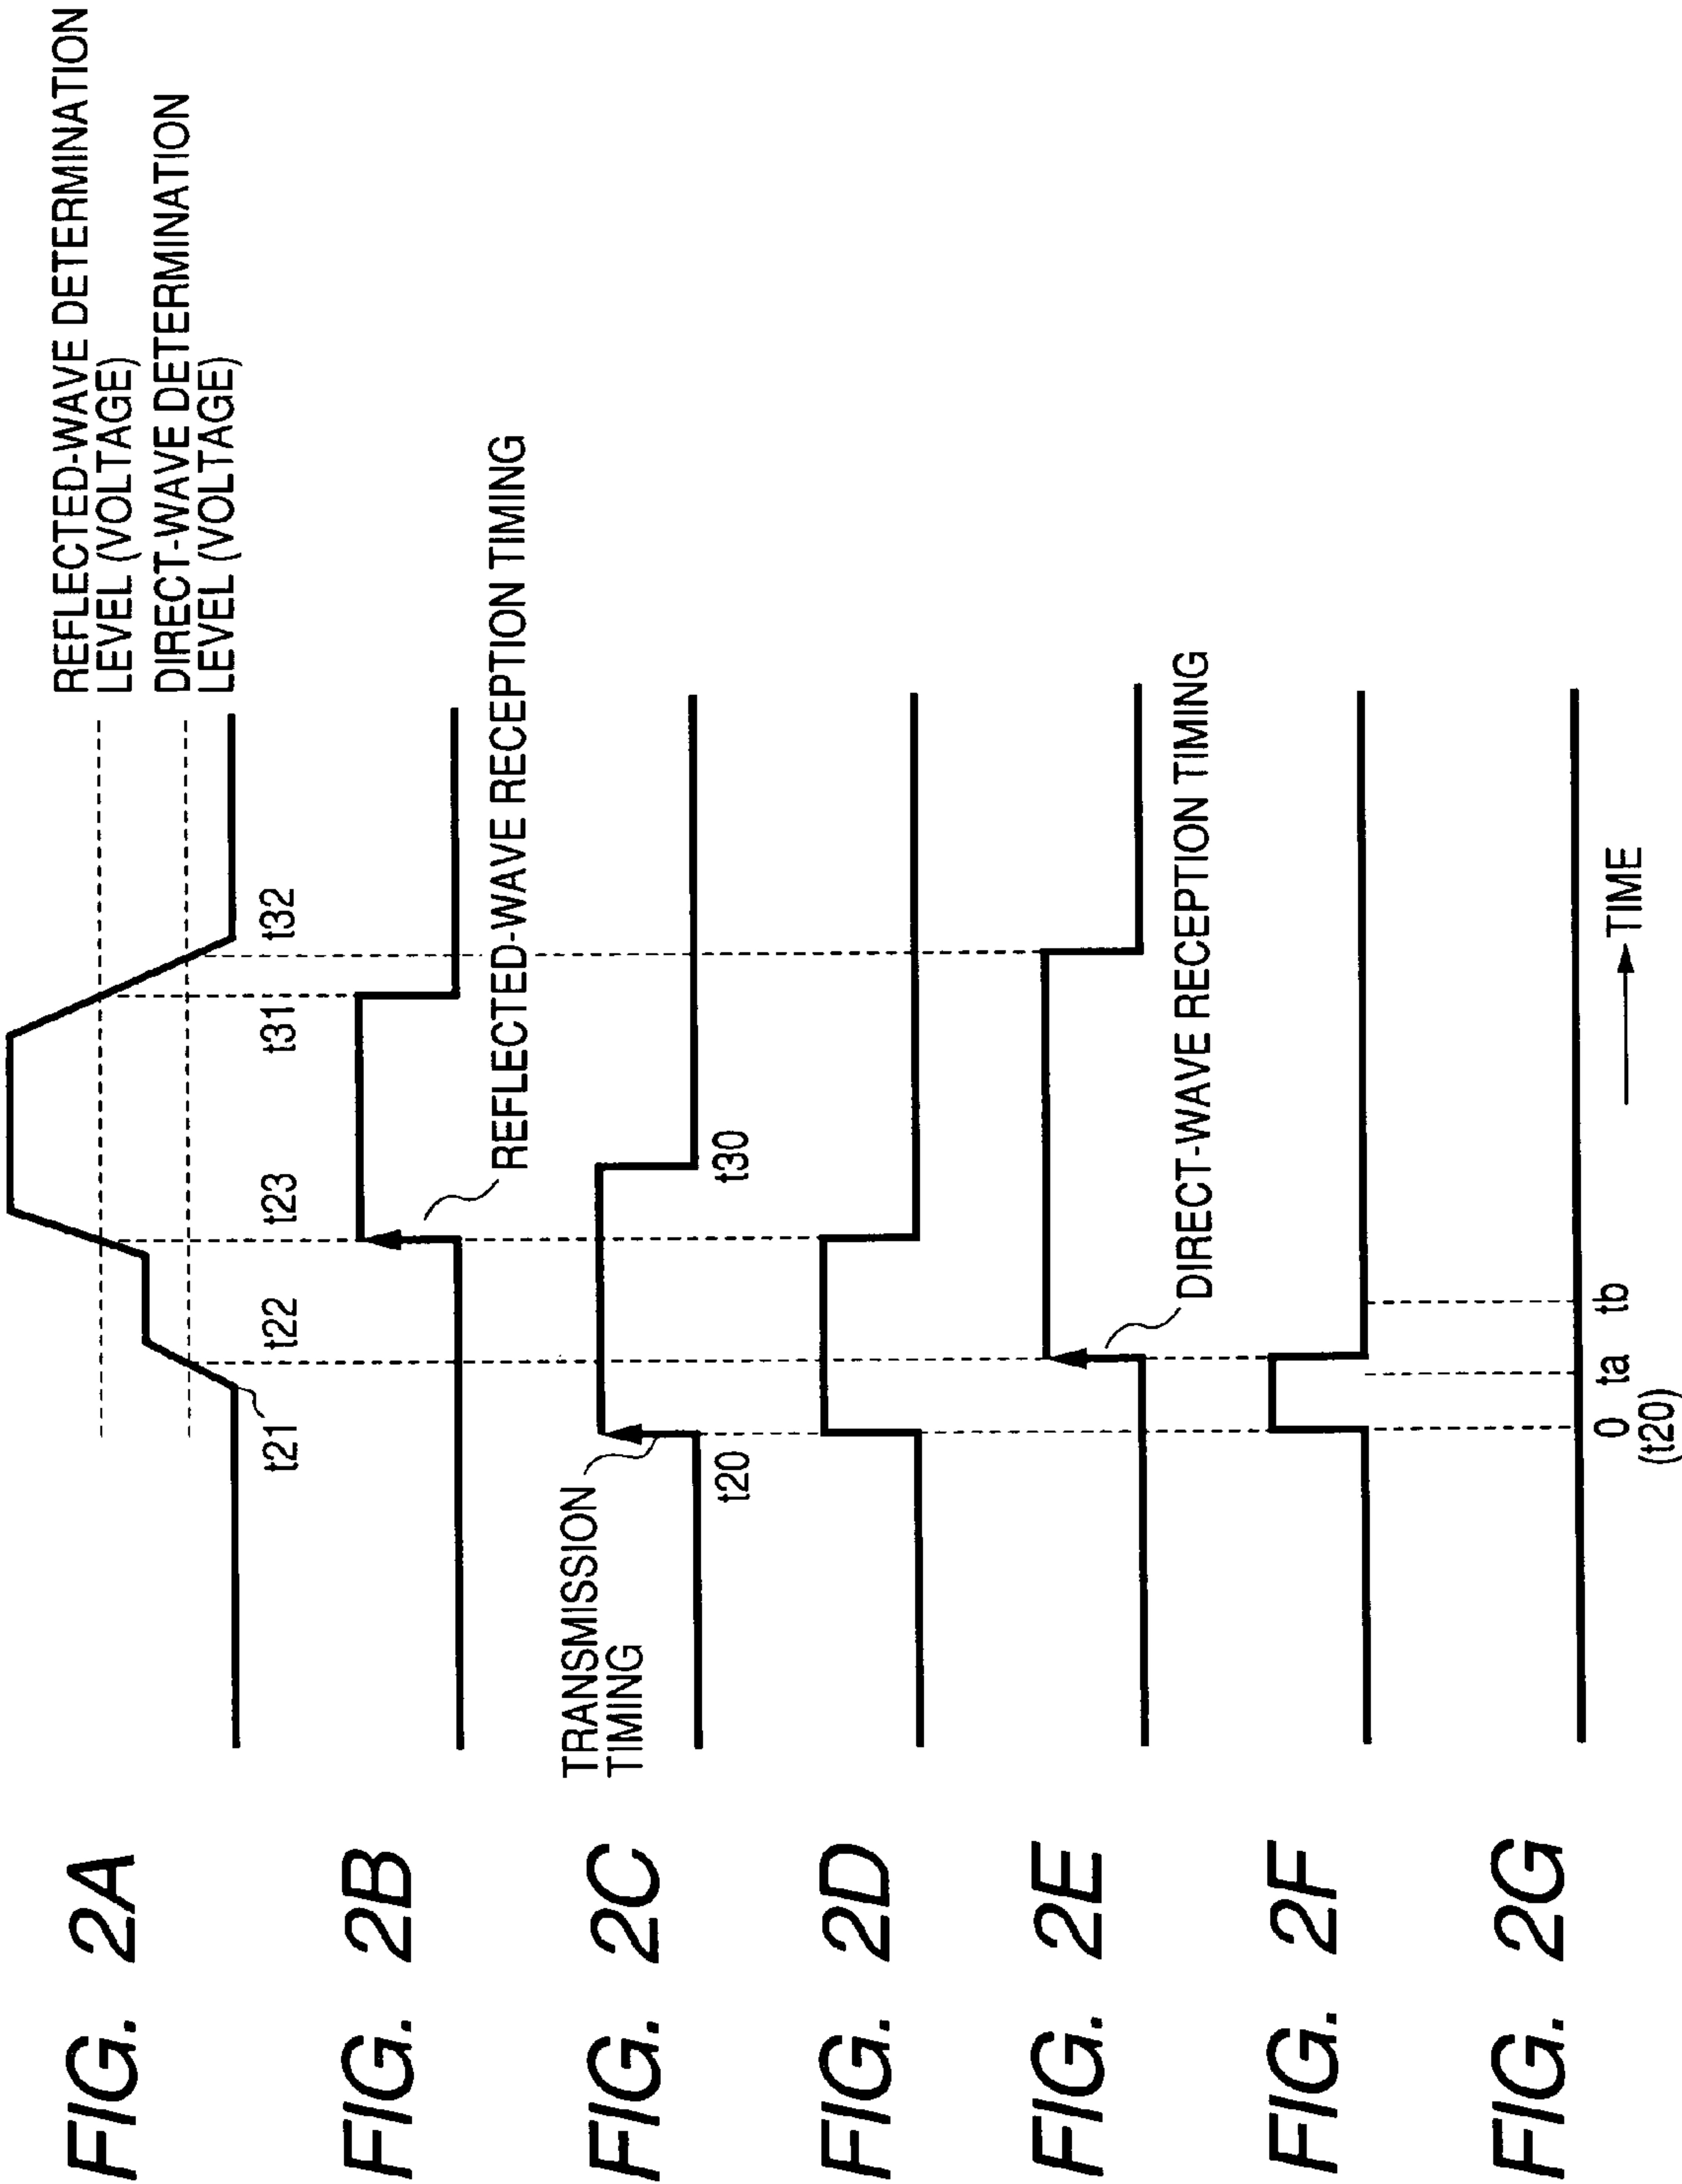 FIG. 2A
REFLECTED-WAVE DETERMINATION
LEVEL (VOLTAGE)
DIRECT-WAVE DETERMINATION
LEVEL (VOLTAGE)
t21
t22
t23
t31
t32
FIG. 2B
REFLECTED-WAVE RECEPTION TIMING
FIG. 2C
TRANSMISSION
TIMING
t20
t30
FIG. 2D
FIG. 2E
DIRECT-WAVE RECEPTION TIMING
FIG. 2F
FIG. 2G
0
(t20)
ta
tb
TIME